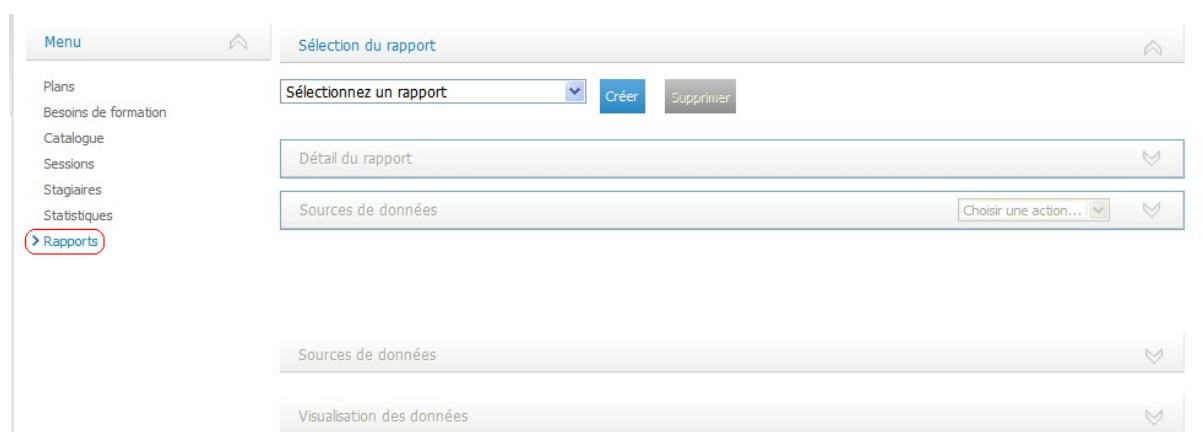 Menu
Plans
Besoins de formation
Catalogue
Sessions
Stagiaires
Statistiques
Rapports
Sélection du rapport
Sélectionnez un rapport
Créer
Supprimer
Détail du rapport
Sources de données
Choisir une action...
Sources de données
Visualisation des données